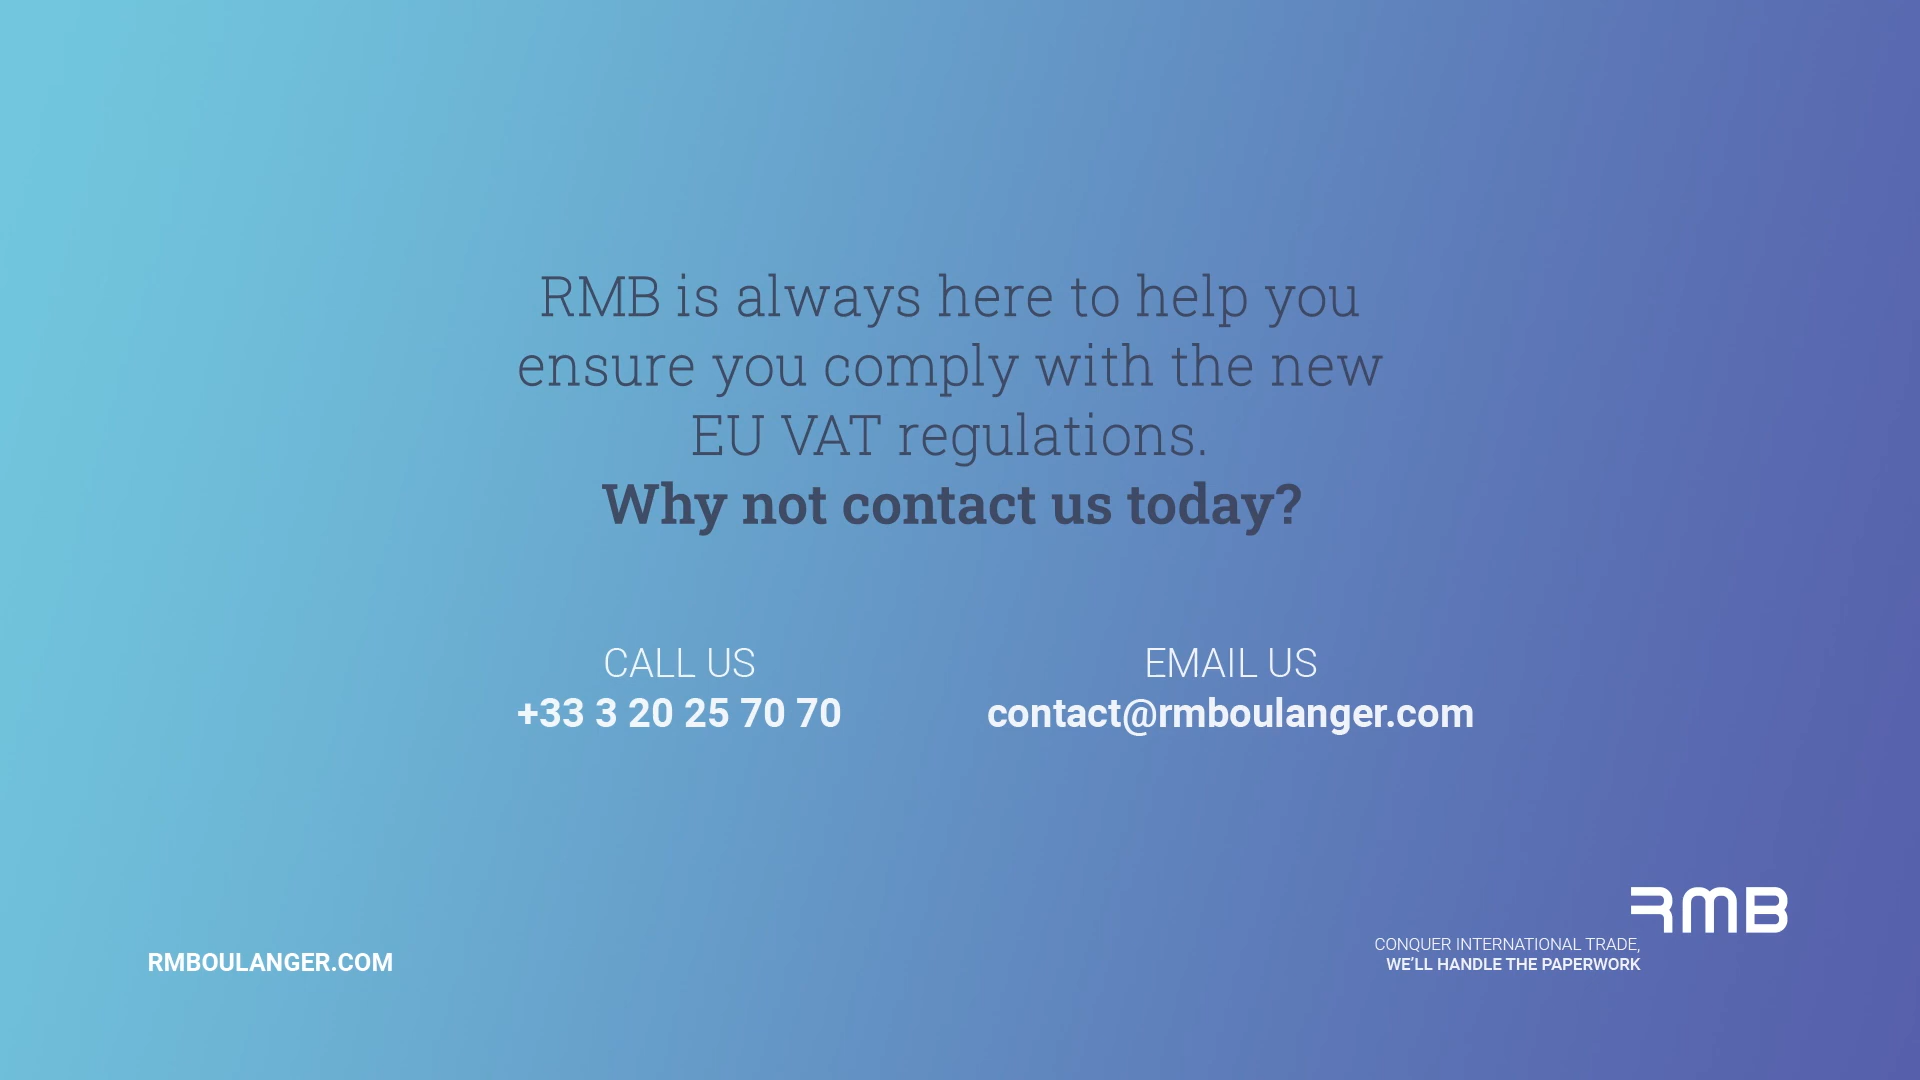 RMB is always here to help you
ensure you comply with the new
EU VAT regulations.
Why not contact us today?
CALL US
+33 3 20 25 70 70
EMAIL US
contact@rmboulanger.com
RMBOULANGER.COM
RMB
CONQUER INTERNATIONAL TRADE,
WE'LL HANDLE THE PAPERWORK